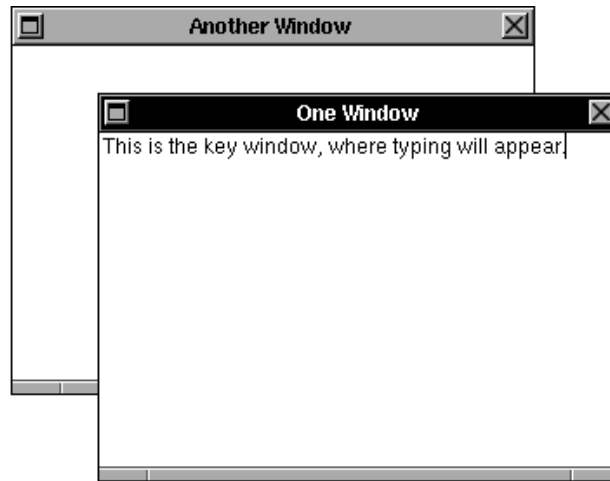 Another Window
One Window
This is the key window, where typing will appear.